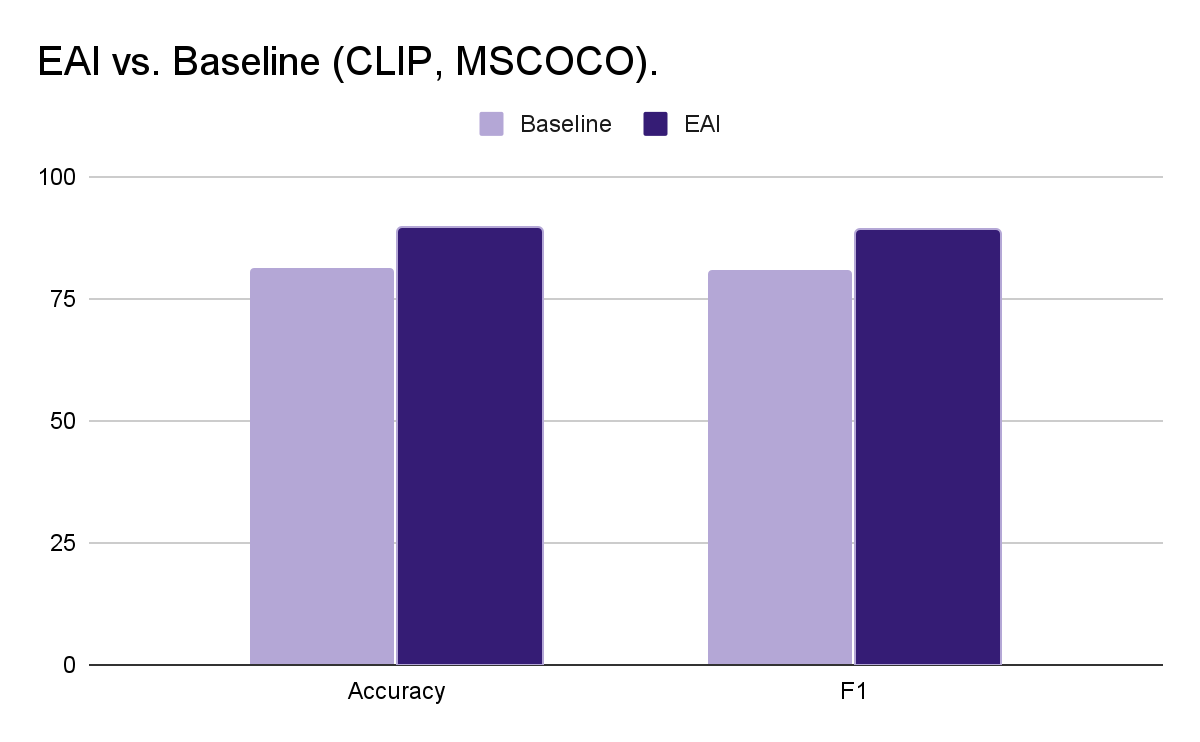 EAI vs. Baseline (CLIP, MSCOCO).
Baseline EAI
100
75
50
25
0
Accuracy F1